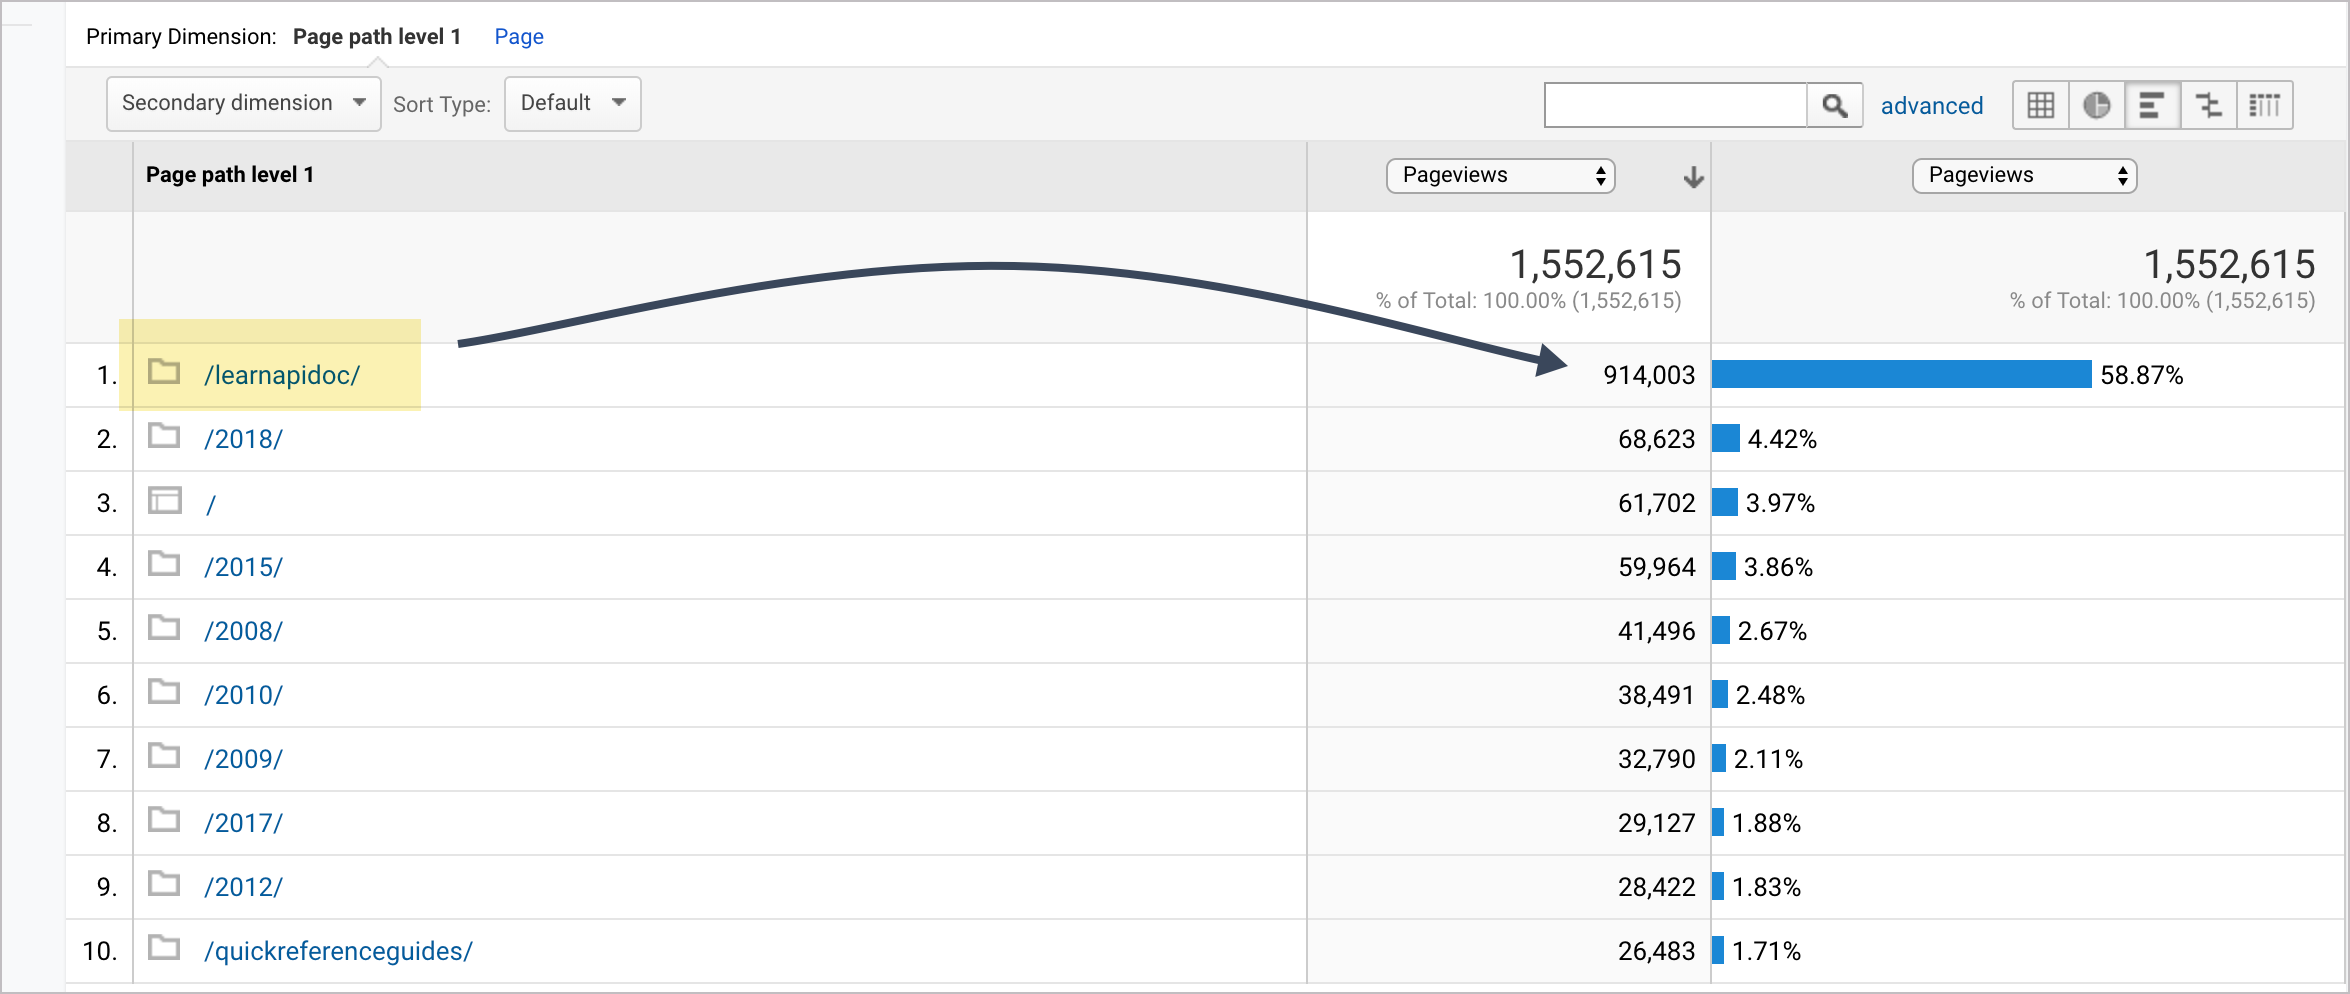 Primary Dimension: Page path level 1 Page
Secondary dimension Sort Type: Default advanced
Page path level 1 Pageviews Pageviews
1,552,615 1,552,615
% of Total: 100.00% (1,552,615) % of Total: 100.00% (1,552,615)
1. /learnapidoc/ 914,003 58.87%
2. /2018/ 68,623 4.42%
3. / 61,702 3.97%
4. /2015/ 59,964 3.86%
5. /2008/ 41,496 2.67%
6. /2010/ 38,491 2.48%
7. /2009/ 32,790 2.11%
8. /2017/ 29,127 1.88%
9. /2012/ 28,422 1.83%
10. /quickreferenceguides/ 26,483 1.71%